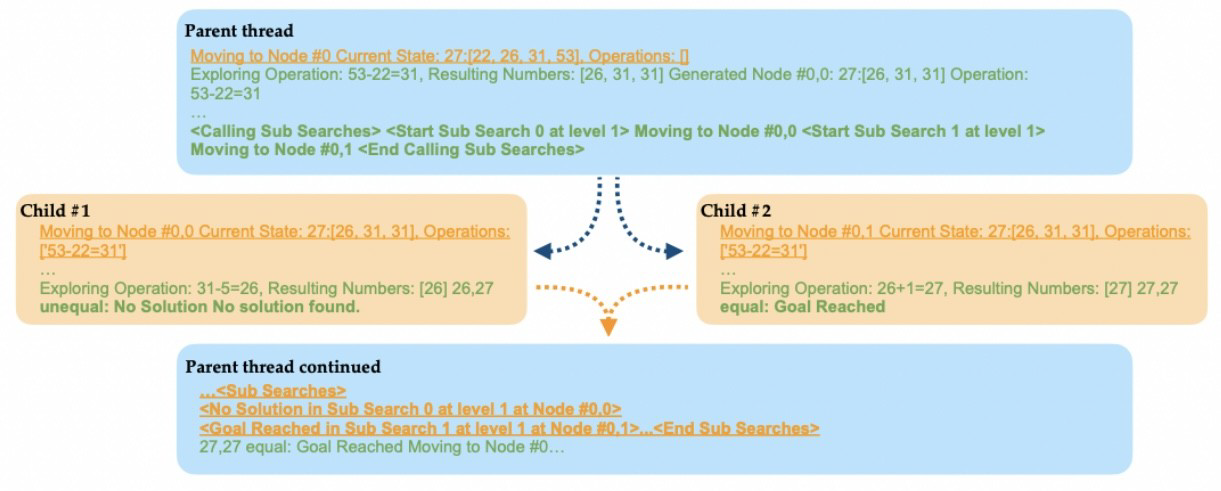 Parent thread
Moving to Node #0 Current State: 27:[22, 26, 31, 53], Operations: []
Exploring Operation: 53-22=31, Resulting Numbers: [26, 31, 31] Generated Node #0,0: 27:[26, 31, 31] Operation:
53-22=31
...
<Calling Sub Searches> <Start Sub Search 0 at level 1> Moving to Node #0,0 <Start Sub Search 1 at level 1>
Moving to Node #0,1 <End Calling Sub Searches>
Child #1
Moving to Node #0,0 Current State: 27:[26, 31, 31], Operations:
['53-22=31']
...
Exploring Operation: 31-5=26, Resulting Numbers: [26] 26,27
unequal: No Solution No solution found.
Child #2
Moving to Node #0,1 Current State: 27:[26, 31, 31], Operations:
['53-22=31']
...
Exploring Operation: 26+1=27, Resulting Numbers: [27] 27,27
equal: Goal Reached
Parent thread continued
...<Sub Searches>
<No Solution in Sub Search 0 at level 1 at Node #0,0>
<Goal Reached in Sub Search 1 at level 1 at Node #0,1>...<End Sub Searches>
27,27 equal: Goal Reached Moving to Node #0...